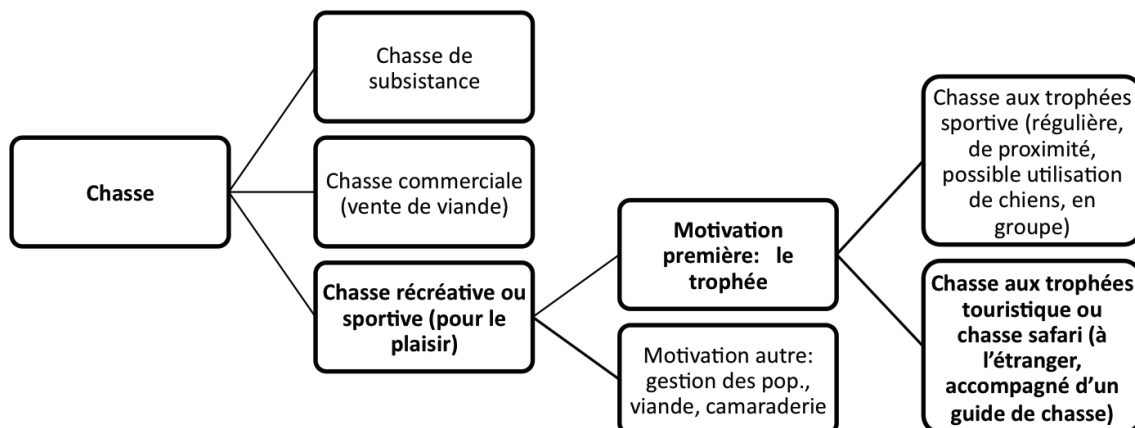 Chasse
Chasse de
subsistance
Chasse commerciale
(vente de viande)
Chasse récréative ou
sportive (pour le
plaisir)
Motivation
première: le
trophée
Motivation autre:
gestion des pop.,
viande, camaraderie
Chasse aux trophées
sportive (régulière,
de proximité,
possible utilisation
de chiens, en
groupe)
Chasse aux trophées
touristique ou
chasse safari (à
l’étranger,
accompagné d’un
guide de chasse)